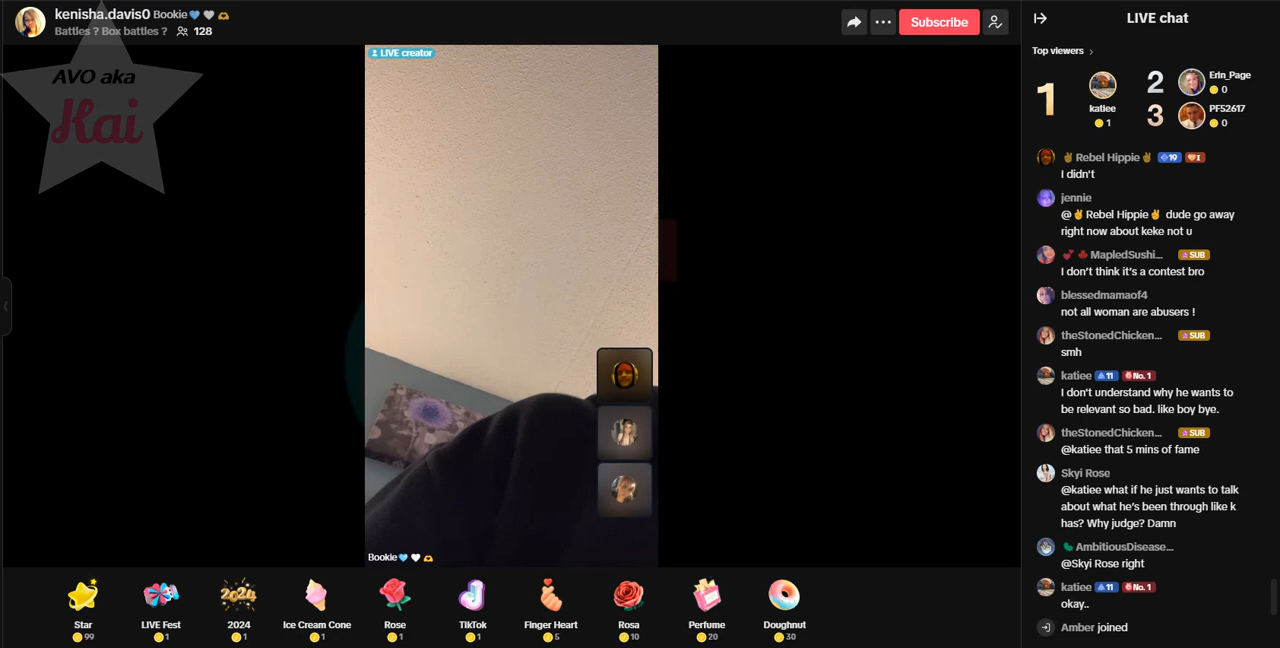 kenisha.davis0 Bookie💙🤍🫶
Battles ? Box battles ? 128
Subscribe
LIVE chat
AVO aka
Kai
LIVE creator
Bookie💙🤍🫶
Top viewers
1
katiee
1
2
Erin_Page
0
3
PF52617
0
✌Rebel Hippie✌ 19 I
I didn't
jennie
@✌Rebel Hippie✌ dude go away
right now about keke not u
💕🍁MapledSushi... SUB
I don't think it's a contest bro
blessedmamaof4
not all woman are abusers !
theStonedChicken... SUB
smh
katiee 11 No. 1
I don't understand why he wants to
be relevant so bad. like boy bye.
theStonedChicken... SUB
@katiee that 5 mins of fame
Skyi Rose
@katiee what if he just wants to talk
about what he's been through like k
has? Why judge? Damn
AmbitiousDisease...
@Skyi Rose right
katiee 11 No. 1
okay..
Amber joined
Star
99
LIVE Fest
1
2024
2024
1
Ice Cream Cone
1
Rose
1
TikTok
1
Finger Heart
5
Rosa
10
Perfume
20
Doughnut
30